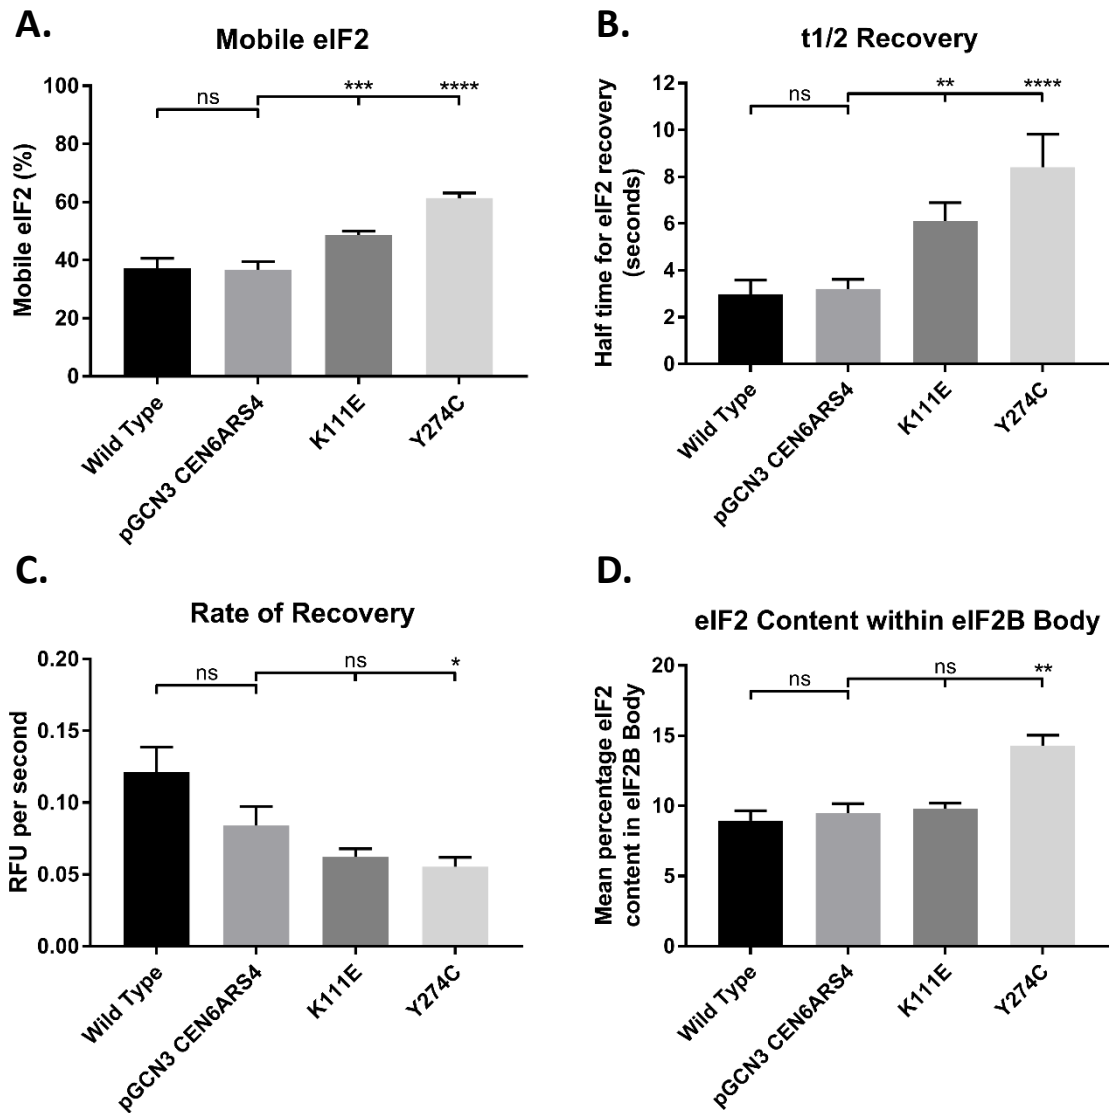 A.
Mobile eIF2
Mobile eIF2 (%)
100
80
60
40
20
0
ns
***
****
Wild Type
pGCN3 CEN6ARS4
K111E
Y274C
B.
t1/2 Recovery
Half time for eIF2 recovery
(seconds)
12
10
8
6
4
2
0
ns
**
****
Wild Type
pGCN3 CEN6ARS4
K111E
Y274C
C.
Rate of Recovery
RFU per second
0.20
0.15
0.10
0.05
0.00
ns
ns
*
Wild Type
pGCN3 CEN6ARS4
K111E
Y274C
D.
eIF2 Content within eIF2B Body
Mean percentage eIF2
content in eIF2B Body
20
15
10
5
0
ns
ns
**
Wild Type
pGCN3 CEN6ARS4
K111E
Y274C